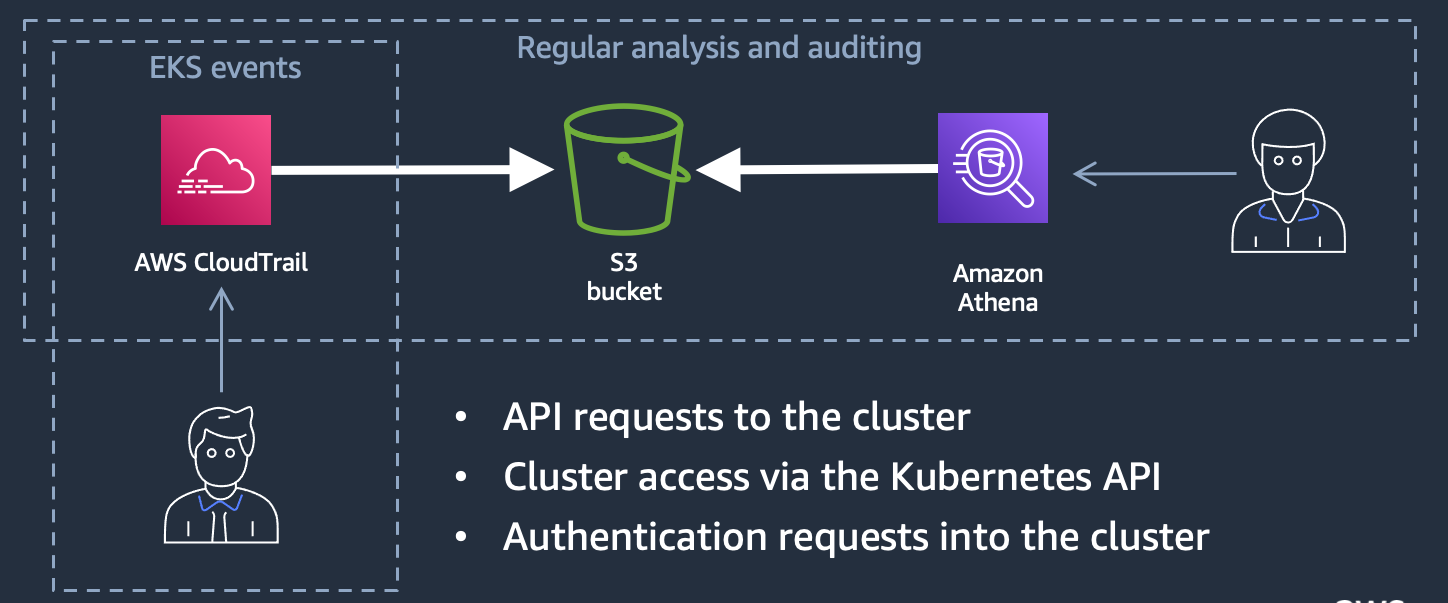 Regular analysis and auditing
EKS events
AWS CloudTrail
S3
bucket
Amazon
Athena
• API requests to the cluster
• Cluster access via the Kubernetes API
• Authentication requests into the cluster